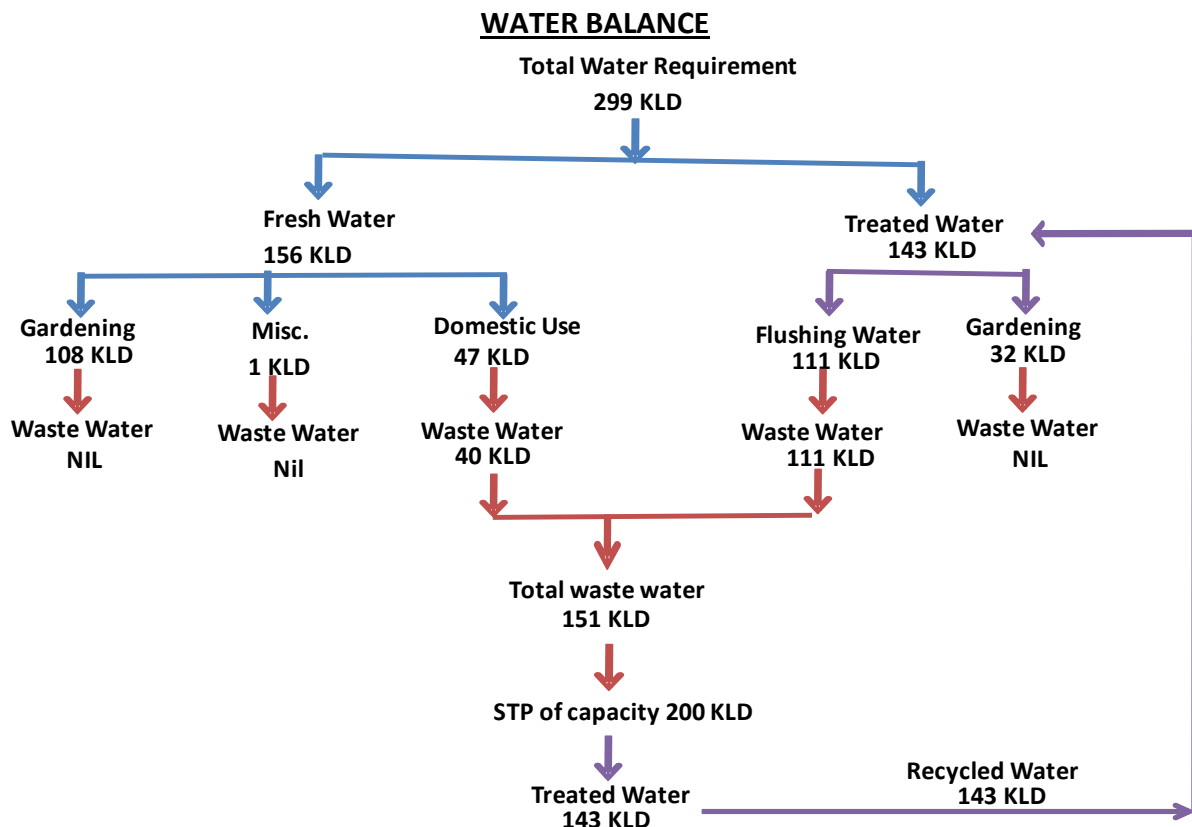 WATER BALANCE
Total Water Requirement
299 KLD
Fresh Water
156 KLD
Treated Water
143 KLD
Gardening
108 KLD
Misc.
1 KLD
Domestic Use
47 KLD
Flushing Water
111 KLD
Gardening
32 KLD
Waste Water
NIL
Waste Water
Nil
Waste Water
40 KLD
Waste Water
111 KLD
Waste Water
NIL
Total waste water
151 KLD
STP of capacity 200 KLD
Treated Water
143 KLD
Recycled Water
143 KLD